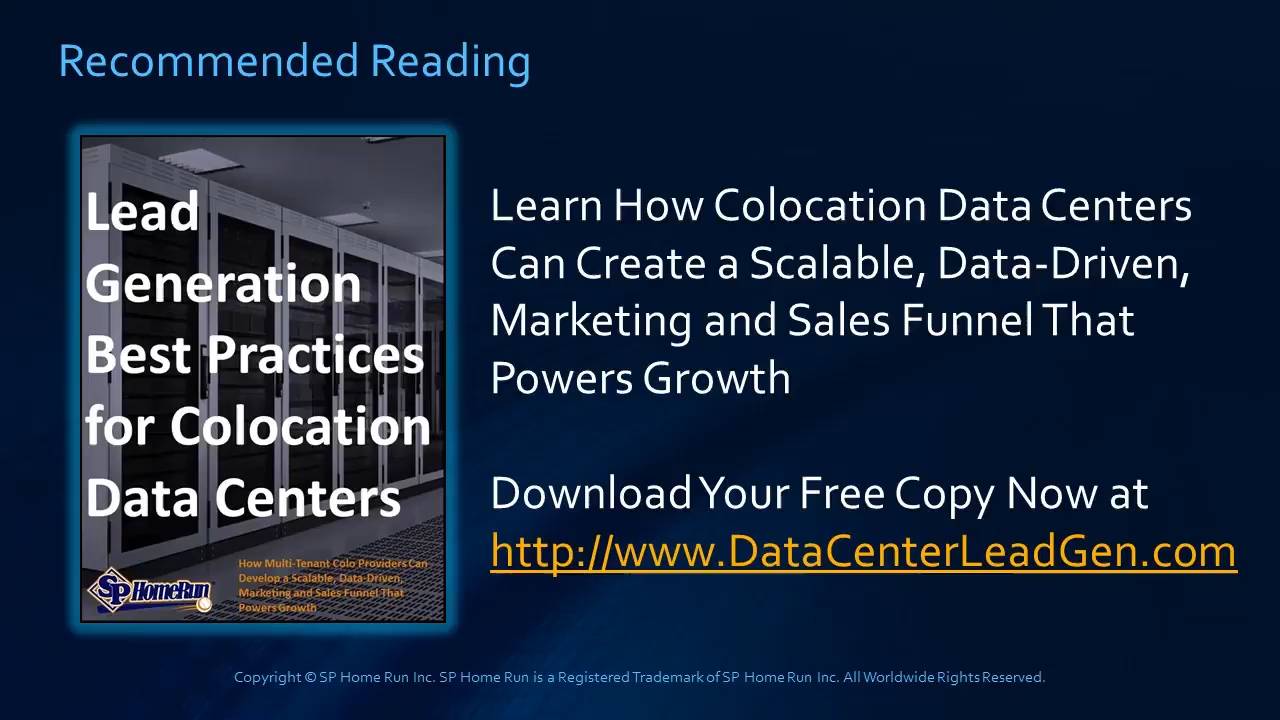 Recommended Reading
Lead
Generation
Best Practices
for Colocation
Data Centers
How Multi-Tenant Colo Providers Can
Develop a Scalable, Data-Driven,
Marketing and Sales Funnel That
Powers Growth
SP HomeRun
Learn How Colocation Data Centers
Can Create a Scalable, Data-Driven,
Marketing and Sales Funnel That
Powers Growth
Download Your Free Copy Now at
http://www.DataCenterLeadGen.com
Copyright © SP Home Run Inc. SP Home Run is a Registered Trademark of SP Home Run Inc. All Worldwide Rights Reserved.